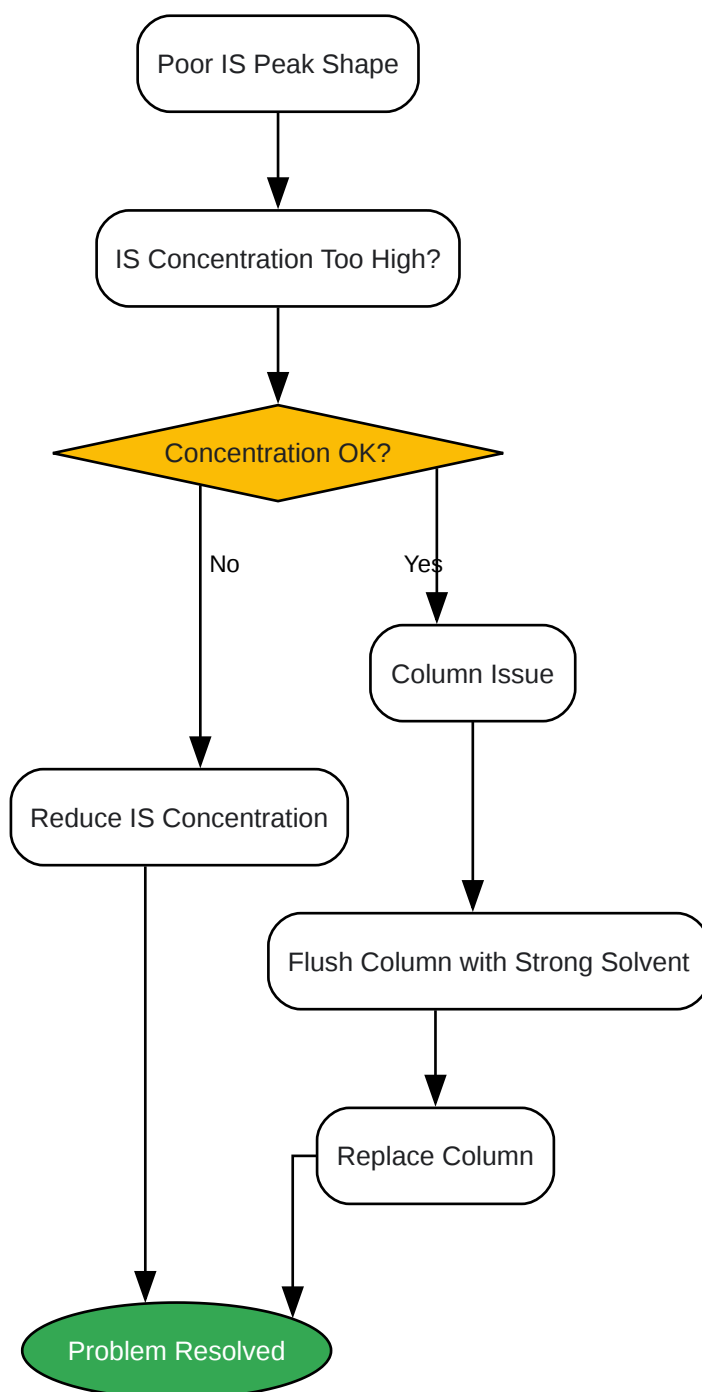 Poor IS Peak Shape
IS Concentration Too High?
Concentration OK?
No
Yes
Column Issue
Reduce IS Concentration
Flush Column with Strong Solvent
Replace Column
Problem Resolved